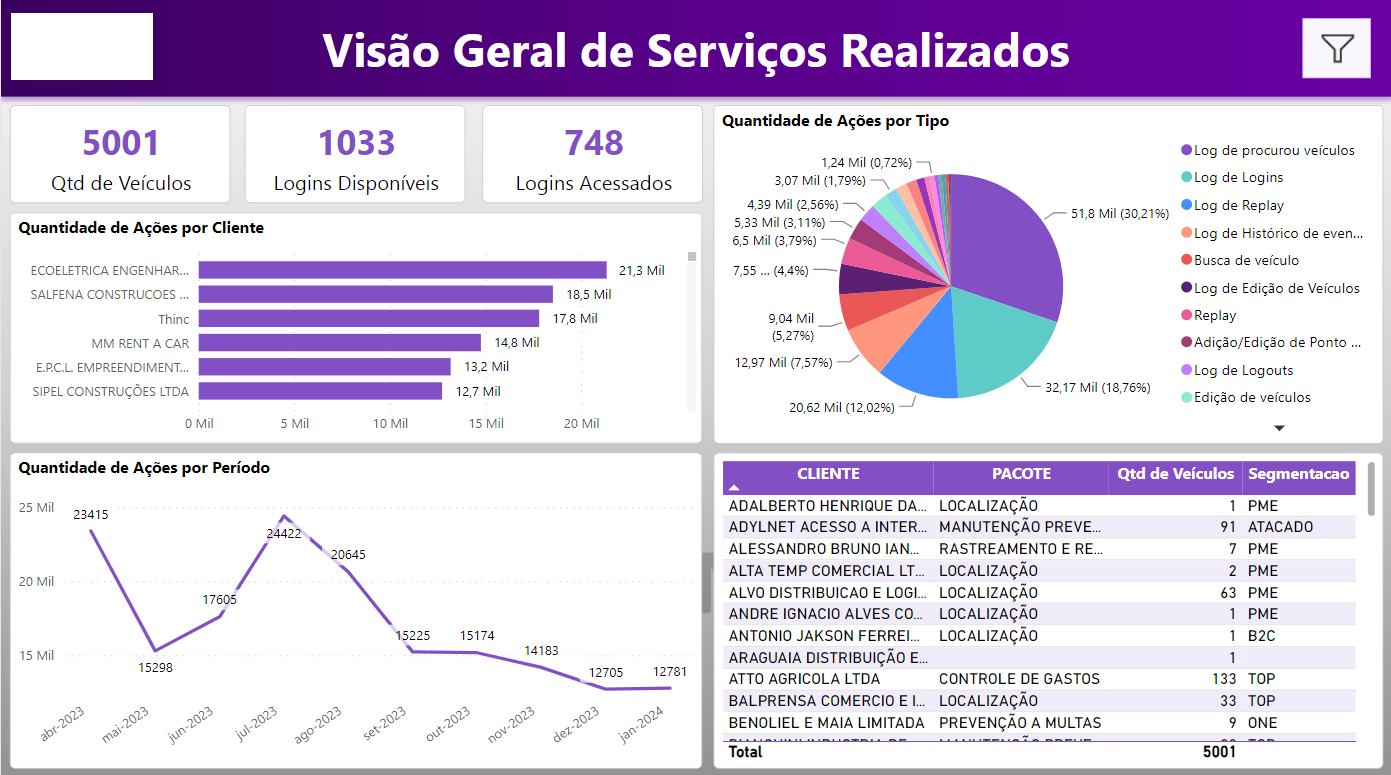 Visão Geral de Serviços Realizados
5001
Qtd de Veículos
1033
Logins Disponíveis
748
Logins Acessados
Quantidade de Ações por Cliente
ECOELETRICA ENGENHAR... 21,3 Mil
SALFENA CONSTRUCOES ... 18,5 Mil
Thinc 17,8 Mil
MM RENT A CAR 14,8 Mil
E.P.C.L. EMPREENDIMENT... 13,2 Mil
SIPEL CONSTRUÇÕES LTDA 12,7 Mil
0 Mil 5 Mil 10 Mil 15 Mil 20 Mil
Quantidade de Ações por Tipo
1,24 Mil (0,72%)
3,07 Mil (1,79%)
4,39 Mil (2,56%)
5,33 Mil (3,11%)
6,5 Mil (3,79%)
7,55 ... (4,4%)
9,04 Mil
(5,27%)
12,97 Mil (7,57%)
20,62 Mil (12,02%)
32,17 Mil (18,76%)
51,8 Mil (30,21%)
Log de procurou veículos
Log de Logins
Log de Replay
Log de Histórico de even...
Busca de veículo
Log de Edição de Veículos
Replay
Adição/Edição de Ponto ...
Log de Logouts
Edição de veículos
Quantidade de Ações por Período
25 Mil
20 Mil
15 Mil
23415
15298
17605
24422
20645
15225
15174
14183
12705
12781
abr-2023 mai-2023 jun-2023 jul-2023 ago-2023 set-2023 out-2023 nov-2023 dez-2023 jan-2024
CLIENTE PACOTE Qtd de Veículos Segmentacao
ADALBERTO HENRIQUE DA... LOCALIZAÇÃO 1 PME
ADYLNET ACESSO A INTER... MANUTENÇÃO PREVE... 91 ATACADO
ALESSANDRO BRUNO IAN... RASTREAMENTO E RE... 7 PME
ALTA TEMP COMERCIAL LT... LOCALIZAÇÃO 2 PME
ALVO DISTRIBUICAO E LOGI... LOCALIZAÇÃO 63 PME
ANDRE IGNACIO ALVES CO... LOCALIZAÇÃO 1 PME
ANTONIO JAKSON FERREI... LOCALIZAÇÃO 1 B2C
ARAGUAIA DISTRIBUIÇÃO E... 1
ATTO AGRICOLA LTDA CONTROLE DE GASTOS 133 TOP
BALPRENSA COMERCIO E I... LOCALIZAÇÃO 33 TOP
BENOLIEL E MAIA LIMITADA PREVENÇÃO A MULTAS 9 ONE
Total 5001